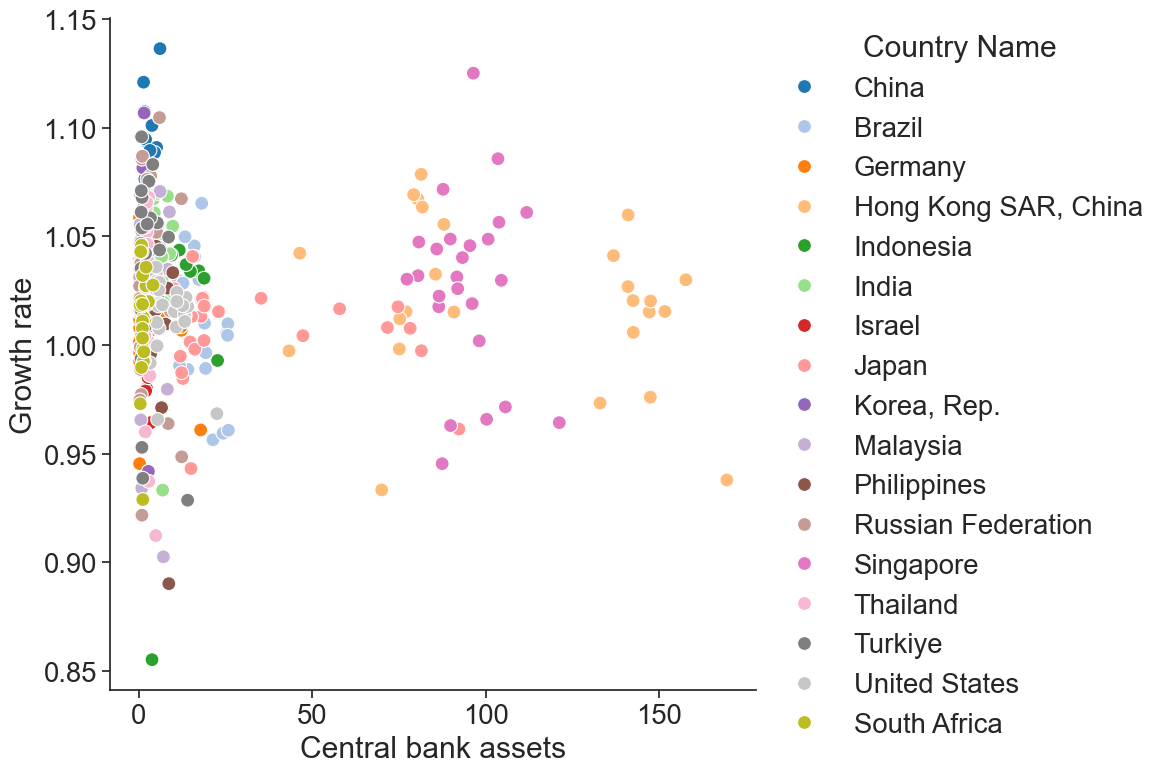 1.15
1.10
1.05
1.00
0.95
0.90
0.85
Growth rate
0
50
100
150
Central bank assets
Country Name
China
Brazil
Germany
Hong Kong SAR, China
Indonesia
India
Israel
Japan
Korea, Rep.
Malaysia
Philippines
Russian Federation
Singapore
Thailand
Turkiye
United States
South Africa